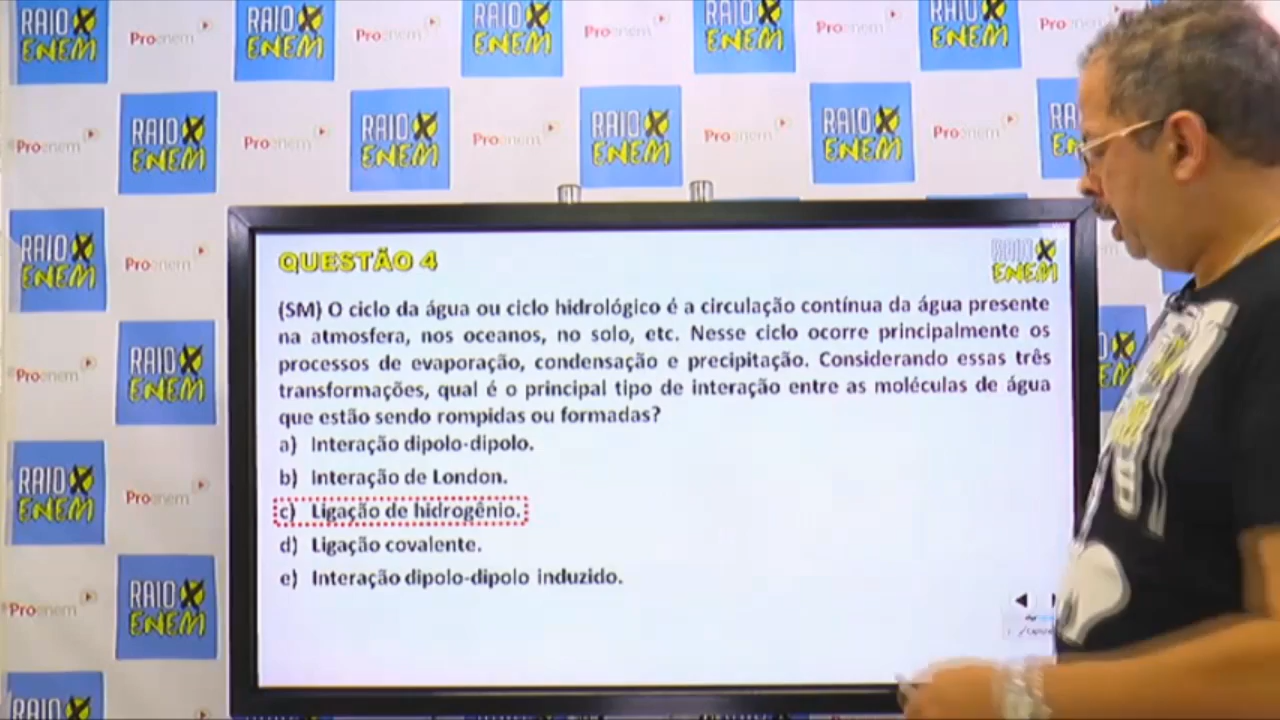 RAIO X ENEM
Proenem
QUESTÃO 4
RAIO X
ENEM
(SM) O ciclo da água ou ciclo hidrológico é a circulação contínua da água presente
na atmosfera, nos oceanos, no solo, etc. Nesse ciclo ocorre principalmente os
processos de evaporação, condensação e precipitação. Considerando essas três
transformações, qual é o principal tipo de interação entre as moléculas de água
que estão sendo rompidas ou formadas?
a) Interação dipolo-dipolo.
b) Interação de London.
c) Ligação de hidrogênio.
d) Ligação covalente.
e) Interação dipolo-dipolo induzido.